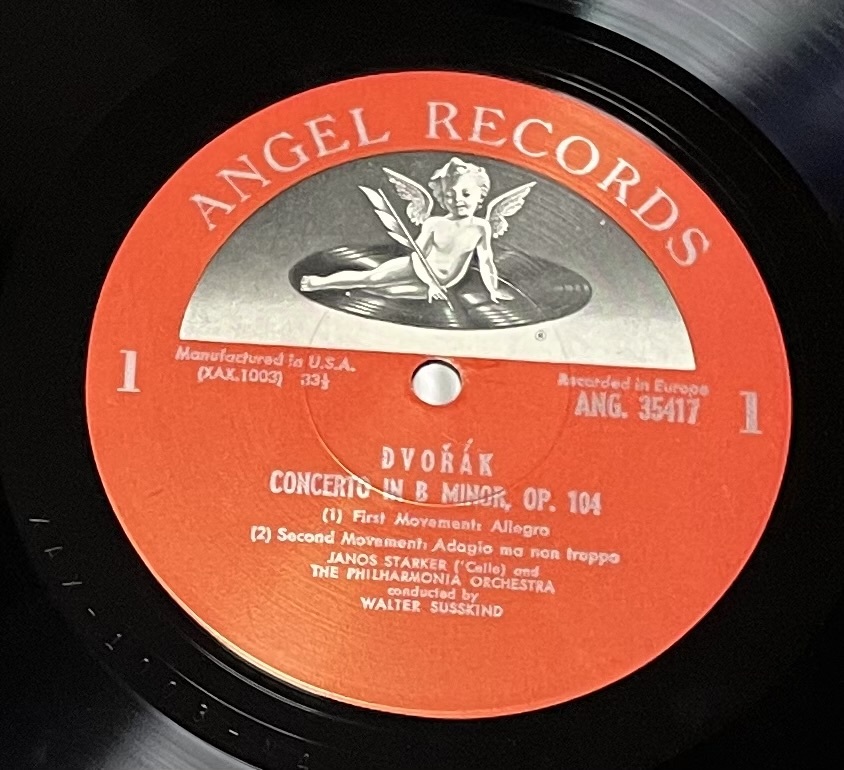 ANGEL RECORDS
®
Manufactured in U.S.A.
(XAX.1003) 33⅓
Recorded in Europe
ANG. 35417
1
1
DVOŘÁK
CONCERTO IN B MINOR, OP. 104
(1) First Movement: Allegro
(2) Second Movement: Adagio ma non troppo
JANOS STARKER ('Cello) and
THE PHILHARMONIA ORCHESTRA
conducted by
WALTER SUSSKIND